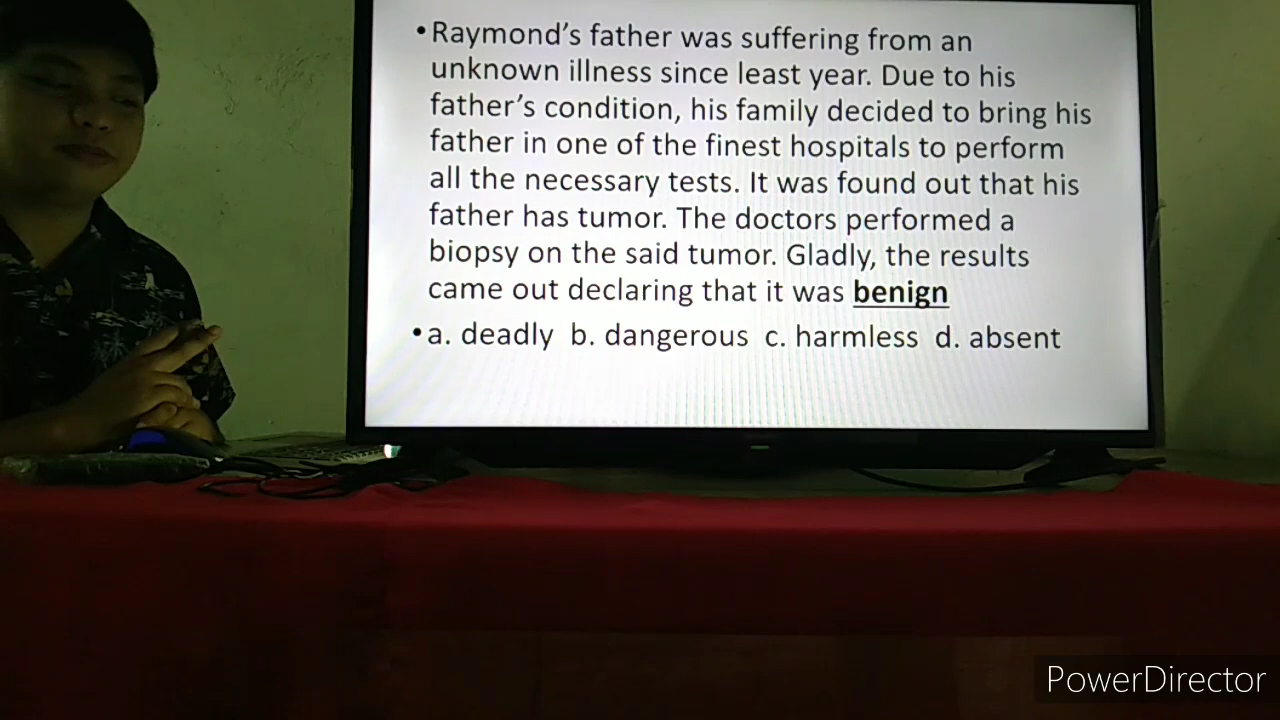 •Raymond's father was suffering from an
unknown illness since least year. Due to his
father's condition, his family decided to bring his
father in one of the finest hospitals to perform
all the necessary tests. It was found out that his
father has tumor. The doctors performed a
biopsy on the said tumor. Gladly, the results
came out declaring that it was benign
•a. deadly b. dangerous c. harmless d. absent
PowerDirector